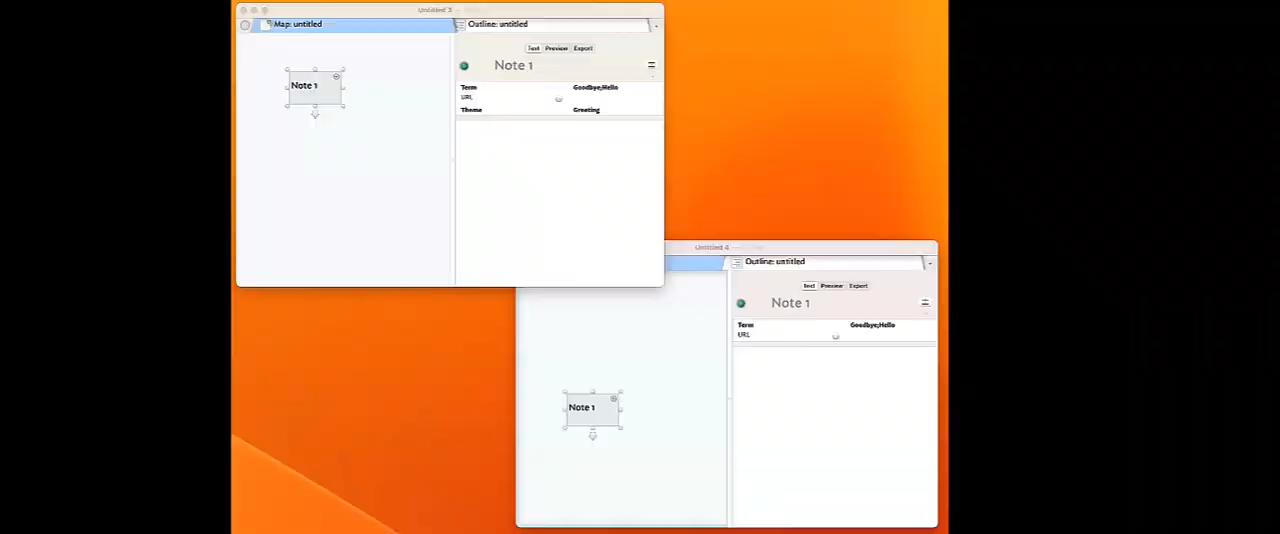 Untitled 3
Map: untitled
Outline: untitled
Text Preview Export
Note 1
Note 1
Term Goodbye;Hello
URL
Theme Greeting
Untitled 4
Outline: untitled
Text Preview Export
Note 1
Term Goodbye;Hello
URL
Note 1